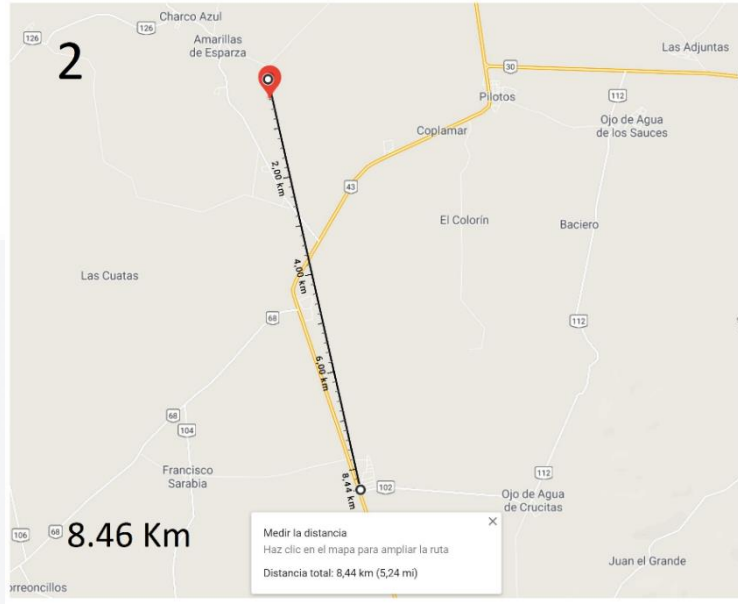 Charco Azul
126
126
2
Amarillas
de Esparza
30
Las Adjuntas
Pilotos
112
Ojo de Agua
de los Sauces
Coplamar
2,00 km
43
El Colorín
Baciero
4,00 km
Las Cuatas
68
112
6,00 km
68
104
Francisco
Sarabia
8,44 km
102
112
Ojo de Agua
de Crucitas
106
68
8.46 Km
Medir la distancia
Haz clic en el mapa para ampliar la ruta
Distancia total: 8,44 km (5,24 mi)
Juan el Grande
orreoncillos